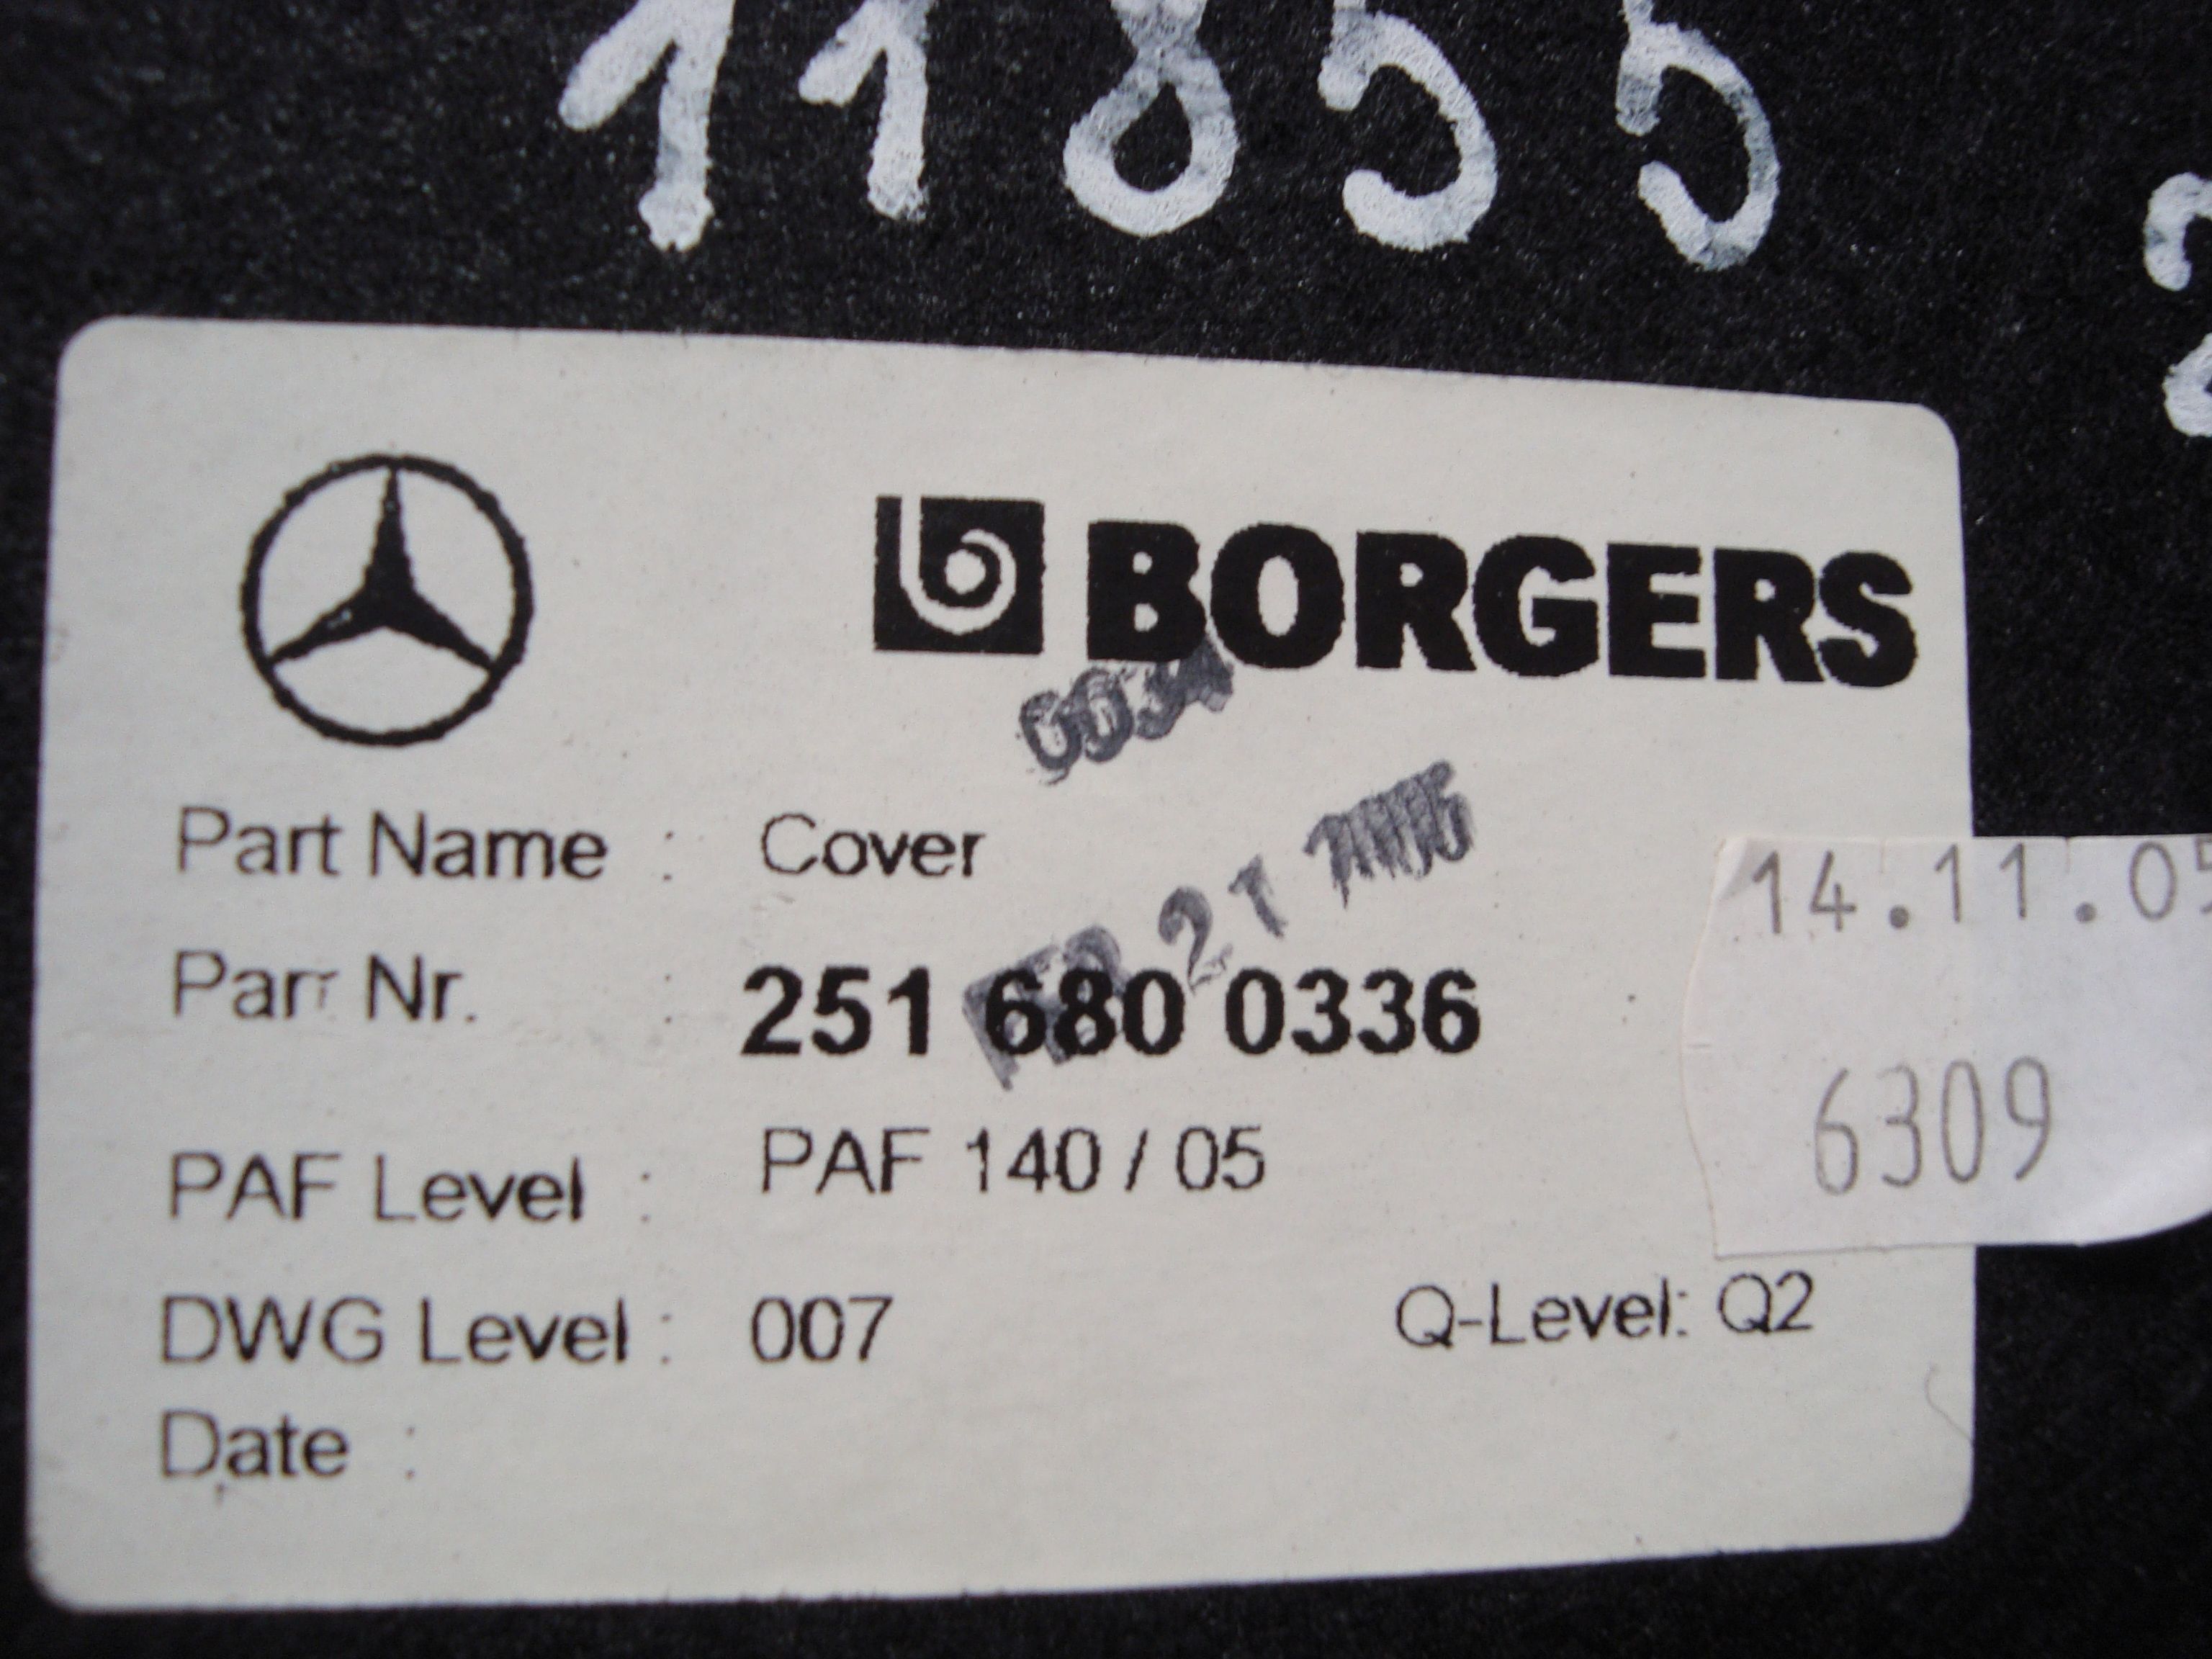 11855
BORGERS
Part Name : Cover
Part Nr. : 251 680 0336
PAF Level : PAF 140 / 05
DWG Level : 007
Q-Level: Q2
Date :
14.11.05
6309